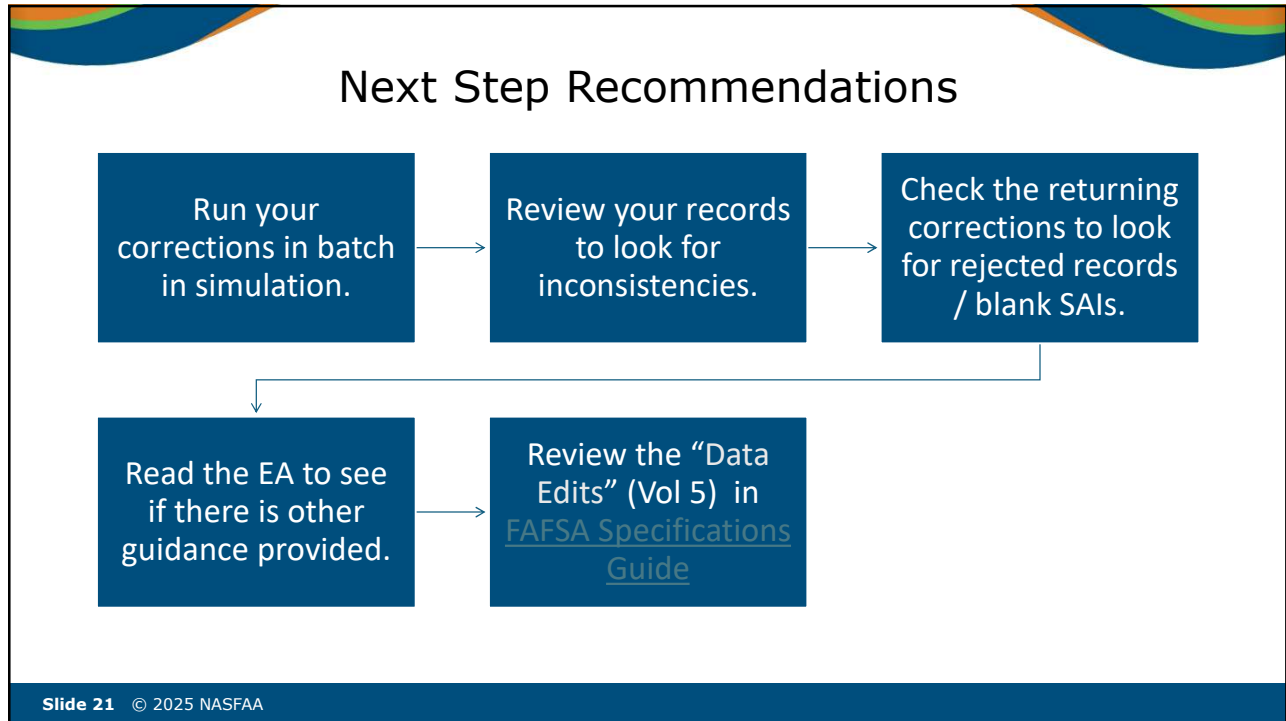 Next Step Recommendations
Run your
corrections in batch
in simulation.
Review your records
to look for
inconsistencies.
Check the returning
corrections to look
for rejected records
/ blank SAIs.
Read the EA to see
if there is other
guidance provided.
Review the “Data
Edits” (Vol 5) in
FAFSA Specifications
Guide
Slide 21 © 2025 NASFAA